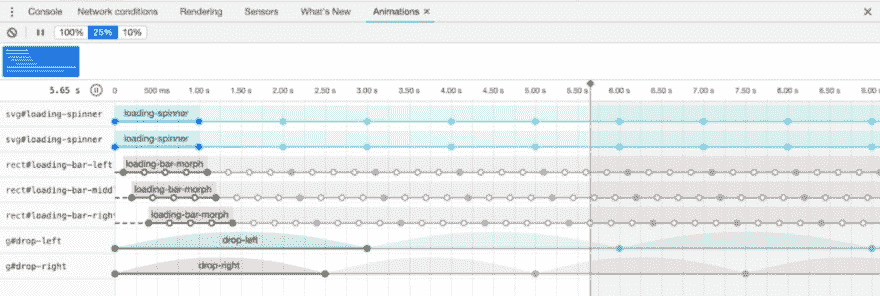 Console Network conditions Rendering Sensors What's New Animations ×
100% 25% 10%
5.65 s 0 500 ms 1.00 s 1.50 s 2.00 s 2.50 s 3.00 s 3.50 s 4.00 s 4.50 s 5.00 s 5.50 s 6.00 s 6.50 s 7.00 s 7.50 s 8.00 s 8.50 s 9.00
svg#loading-spinner loading-spinner
svg#loading-spinner loading-spinner
rect#loading-bar-left loading-bar-morph
rect#loading-bar-midd loading-bar-morph
rect#loading-bar-righ loading-bar-morph
g#drop-left drop-left
g#drop-right drop-right